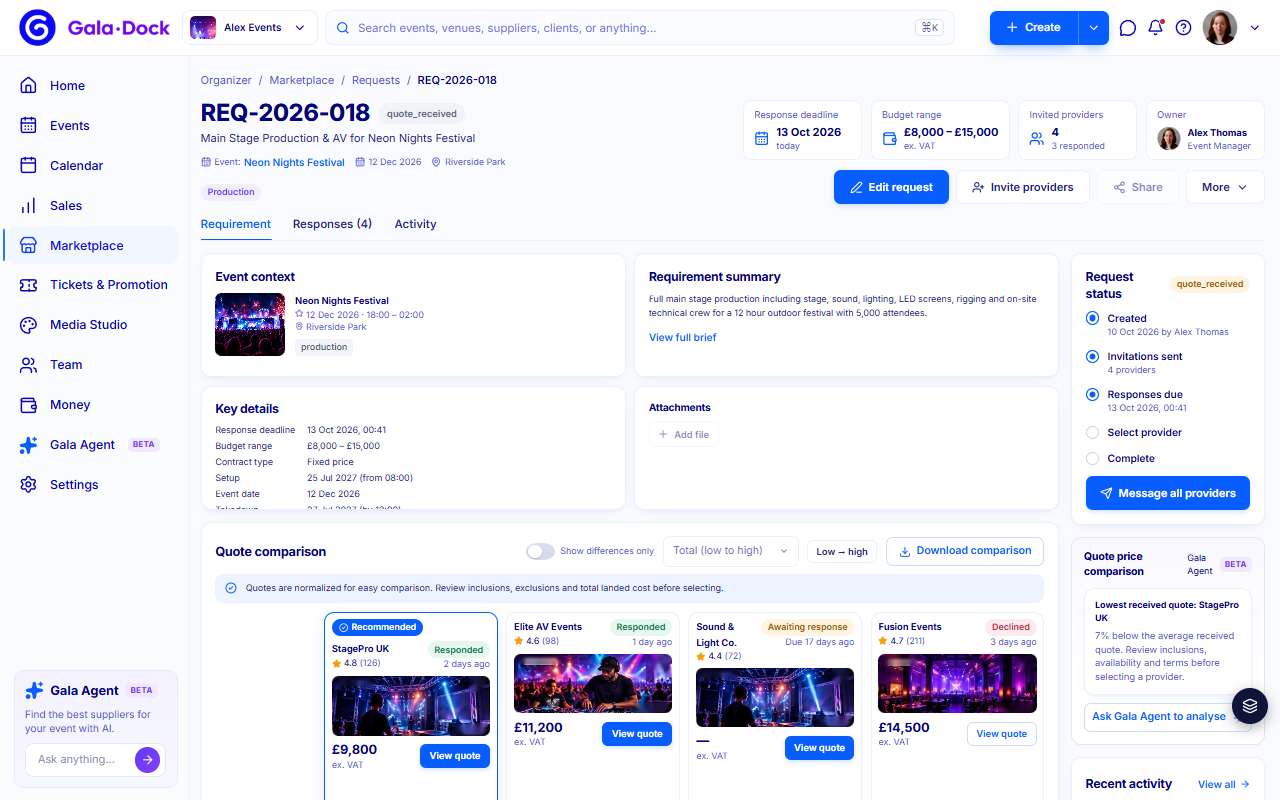 Gala·Dock
Alex Events
Search events, venues, suppliers, clients, or anything...
⌘K
+ Create
Home
Events
Calendar
Sales
Marketplace
Tickets & Promotion
Media Studio
Team
Money
Gala Agent BETA
Settings
Gala Agent BETA
Find the best suppliers for
your event with AI.
Ask anything...
Organizer / Marketplace / Requests / REQ-2026-018
REQ-2026-018 quote_received
Main Stage Production & AV for Neon Nights Festival
Event: Neon Nights Festival 12 Dec 2026 Riverside Park
Production
Response deadline
13 Oct 2026
today
Budget range
£8,000 – £15,000
ex. VAT
Invited providers
4
3 responded
Owner
Alex Thomas
Event Manager
Edit request
Invite providers
Share
More
Requirement
Responses (4)
Activity
Event context
Neon Nights Festival
12 Dec 2026 · 18:00 – 02:00
Riverside Park
production
Requirement summary
Full main stage production including stage, sound, lighting, LED screens, rigging and on-site
technical crew for a 12 hour outdoor festival with 5,000 attendees.
View full brief
Key details
Response deadline 13 Oct 2026, 00:41
Budget range £8,000 – £15,000
Contract type Fixed price
Setup 25 Jul 2027 (from 08:00)
Event date 12 Dec 2026
Takedown 27 Jul 2027 (by 12:00)
Attachments
+ Add file
Request
status
quote_received
Created
10 Oct 2026 by Alex Thomas
Invitations sent
4 providers
Responses due
13 Oct 2026, 00:41
Select provider
Complete
Message all providers
Quote comparison
Show differences only
Total (low to high)
Low → high
Download comparison
Quotes are normalized for easy comparison. Review inclusions, exclusions and total landed cost before selecting.
Recommended
StagePro UK
Responded
4.8 (126)
2 days ago
£9,800
ex. VAT
View quote
Elite AV Events
Responded
4.6 (98)
1 day ago
£11,200
ex. VAT
View quote
Sound &
Light Co.
Awaiting response
Due 17 days ago
4.4 (72)
—
ex. VAT
View quote
Fusion Events
Declined
4.7 (211)
3 days ago
£14,500
ex. VAT
View quote
Quote price
comparison
Gala
Agent
BETA
Lowest received quote: StagePro
UK
7% below the average received
quote. Review inclusions,
availability and terms before
selecting a provider.
Ask Gala Agent to analyse
Recent activity
View all →